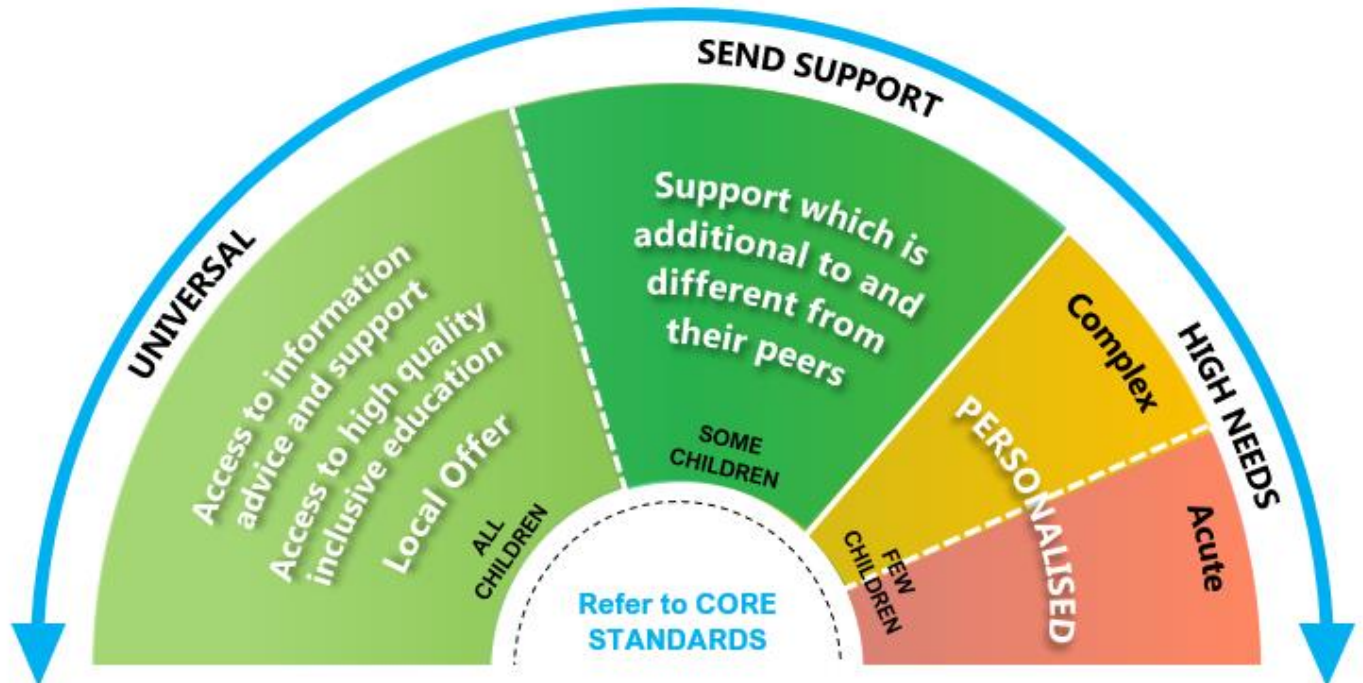 UNIVERSAL
Access to information
advice and support
Access to high quality
inclusive education
Local Offer
ALL
CHILDREN
SEND SUPPORT
Support which is
additional to and
different from
their peers
SOME
CHILDREN
HIGH NEEDS
Complex
Acute
PERSONALISED
FEW
CHILDREN
Refer to CORE
STANDARDS